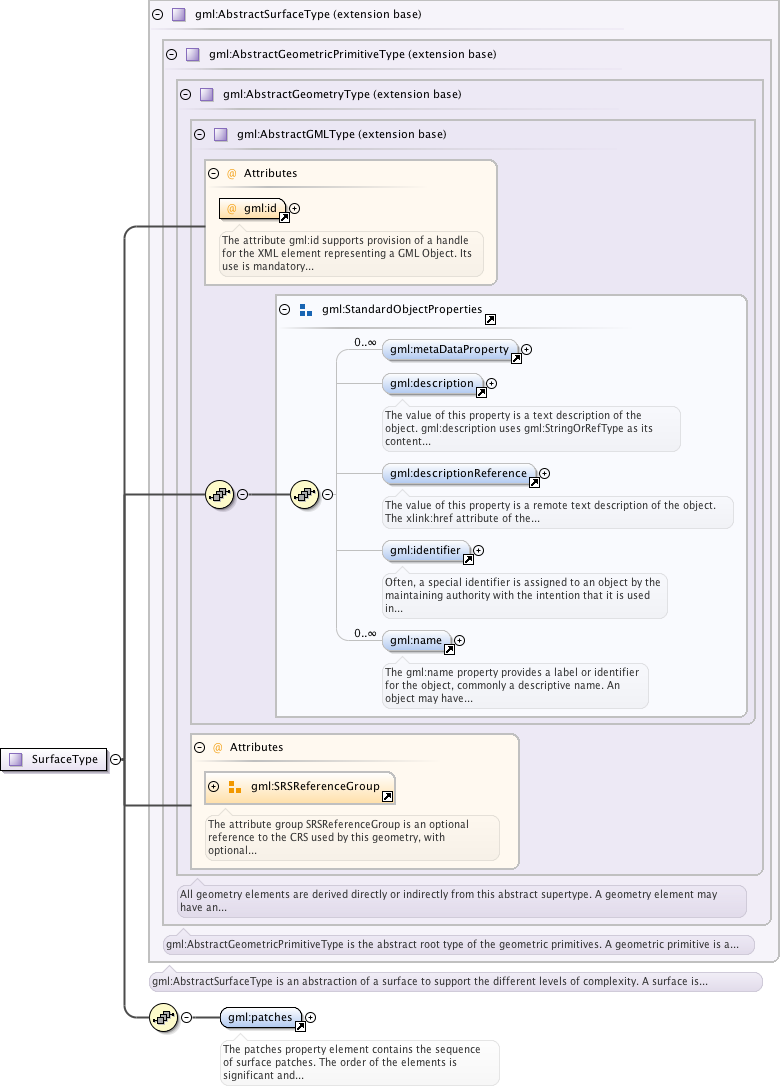 gml:AbstractSurfaceType (extension base)
gml:AbstractGeometricPrimitiveType (extension base)
gml:AbstractGeometryType (extension base)
gml:AbstractGMLType (extension base)
@ Attributes
@ gml:id
The attribute gml:id supports provision of a handle
for the XML element representing a GML Object. Its
use is mandatory...
gml:StandardObjectProperties
0..∞
gml:metaDataProperty
gml:description
The value of this property is a text description of the
object. gml:description uses gml:StringOrRefType as its
content...
gml:descriptionReference
The value of this property is a remote text description of the object.
The xlink:href attribute of the...
gml:identifier
Often, a special identifier is assigned to an object by the
maintaining authority with the intention that it is used
in...
0..∞
gml:name
The gml:name property provides a label or identifier
for the object, commonly a descriptive name. An
object may have...
SurfaceType
@ Attributes
gml:SRSReferenceGroup
The attribute group SRSReferenceGroup is an optional
reference to the CRS used by this geometry, with
optional...
All geometry elements are derived directly or indirectly from this abstract supertype. A geometry element may
have an...
gml:AbstractGeometricPrimitiveType is the abstract root type of the geometric primitives. A geometric primitive is a...
gml:AbstractSurfaceType is an abstraction of a surface to support the different levels of complexity. A surface is...
gml:patches
The patches property element contains the sequence
of surface patches. The order of the elements is
significant and...